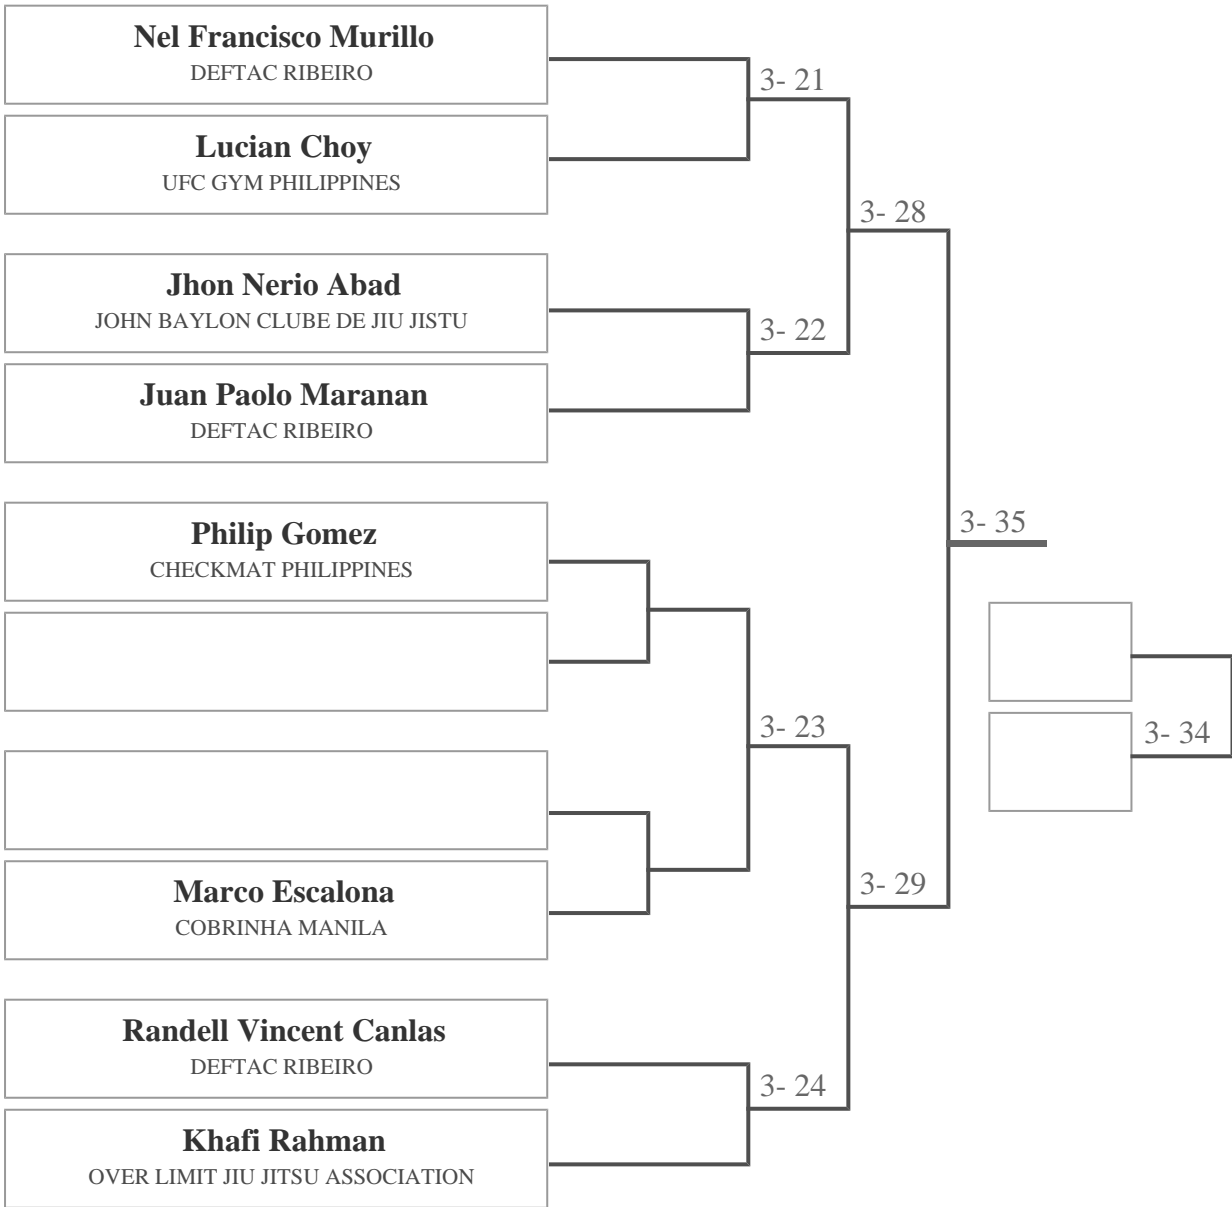 Nel Francisco Murillo
DEFTAC RIBEIRO
3- 21
Lucian Choy
UFC GYM PHILIPPINES
3- 28
Jhon Nerio Abad
JOHN BAYLON CLUBE DE JIU JISTU
3- 22
Juan Paolo Maranan
DEFTAC RIBEIRO
Philip Gomez
CHECKMAT PHILIPPINES
3- 35
3- 23
3- 34
Marco Escalona
COBRINHA MANILA
3- 29
Randell Vincent Canlas
DEFTAC RIBEIRO
3- 24
Khafi Rahman
OVER LIMIT JIU JITSU ASSOCIATION